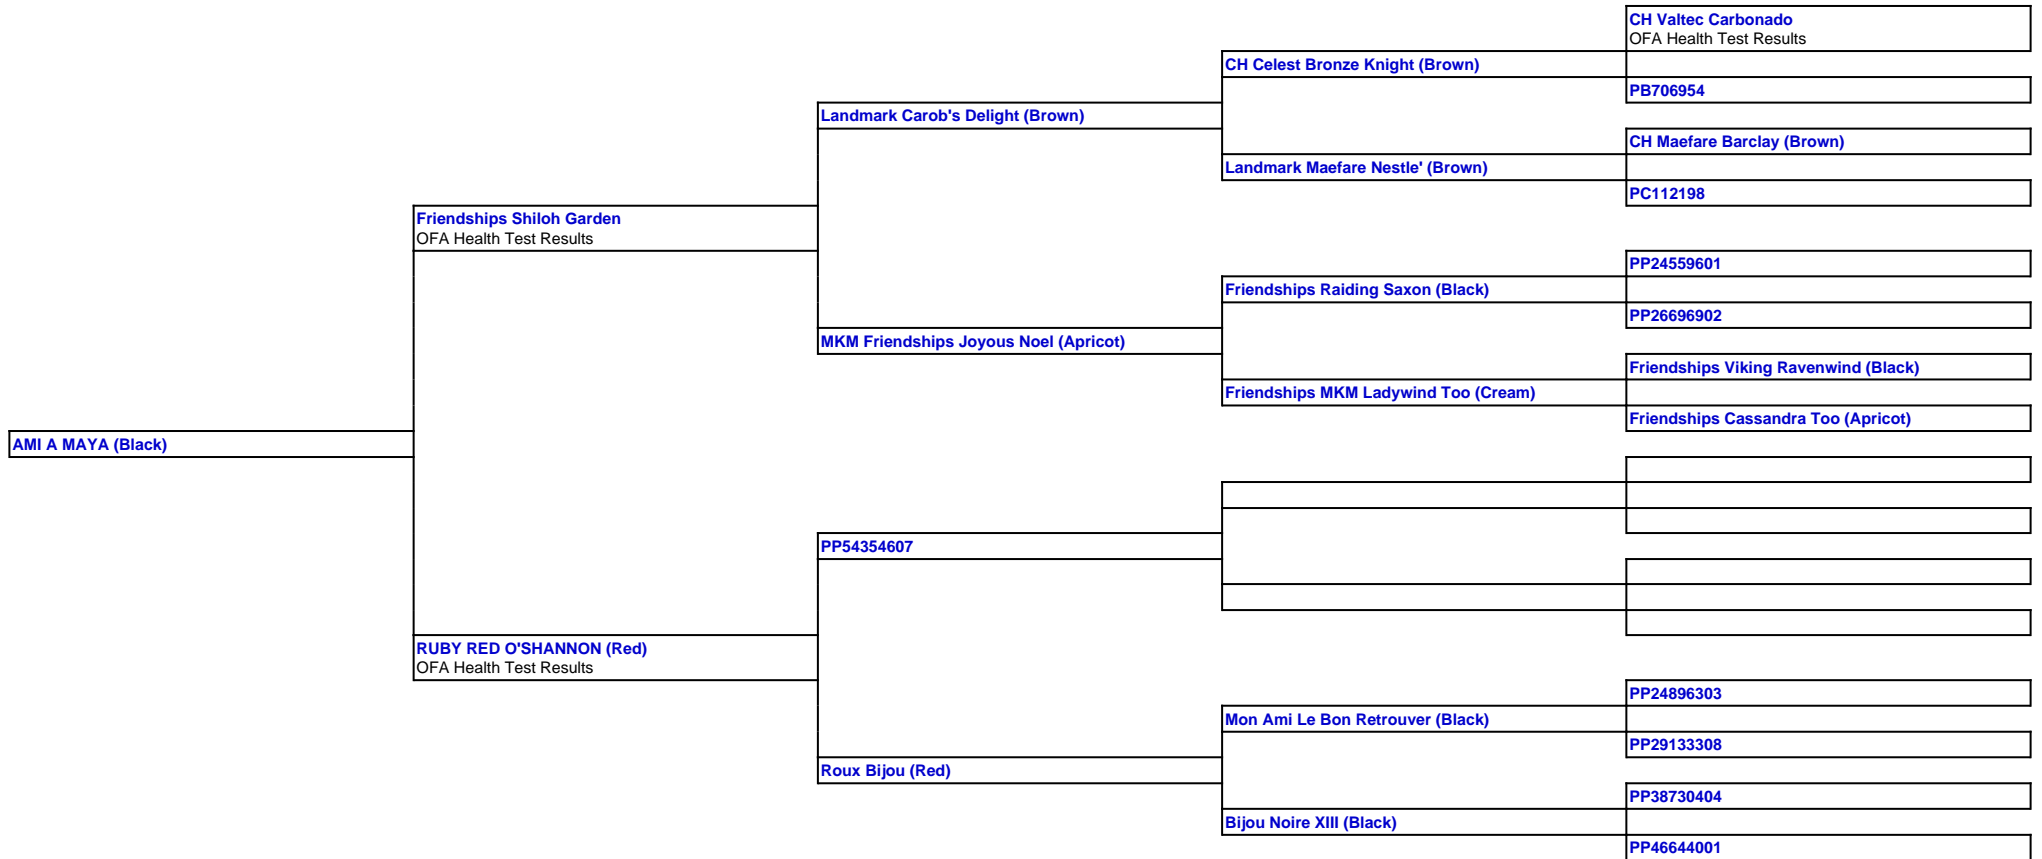 CH Valtec Carbonado
OFA Health Test Results
CH Celest Bronze Knight (Brown)
PB706954
Landmark Carob's Delight (Brown)
CH Maefare Barclay (Brown)
Landmark Maefare Nestle' (Brown)
PC112198
Friendships Shiloh Garden
OFA Health Test Results
PP24559601
Friendships Raiding Saxon (Black)
PP26696902
MKM Friendships Joyous Noel (Apricot)
Friendships Viking Ravenwind (Black)
Friendships MKM Ladywind Too (Cream)
Friendships Cassandra Too (Apricot)
AMI A MAYA (Black)
PP54354607
RUBY RED O'SHANNON (Red)
OFA Health Test Results
PP24896303
Mon Ami Le Bon Retrouver (Black)
PP29133308
Roux Bijou (Red)
PP38730404
Bijou Noire XIII (Black)
PP46644001